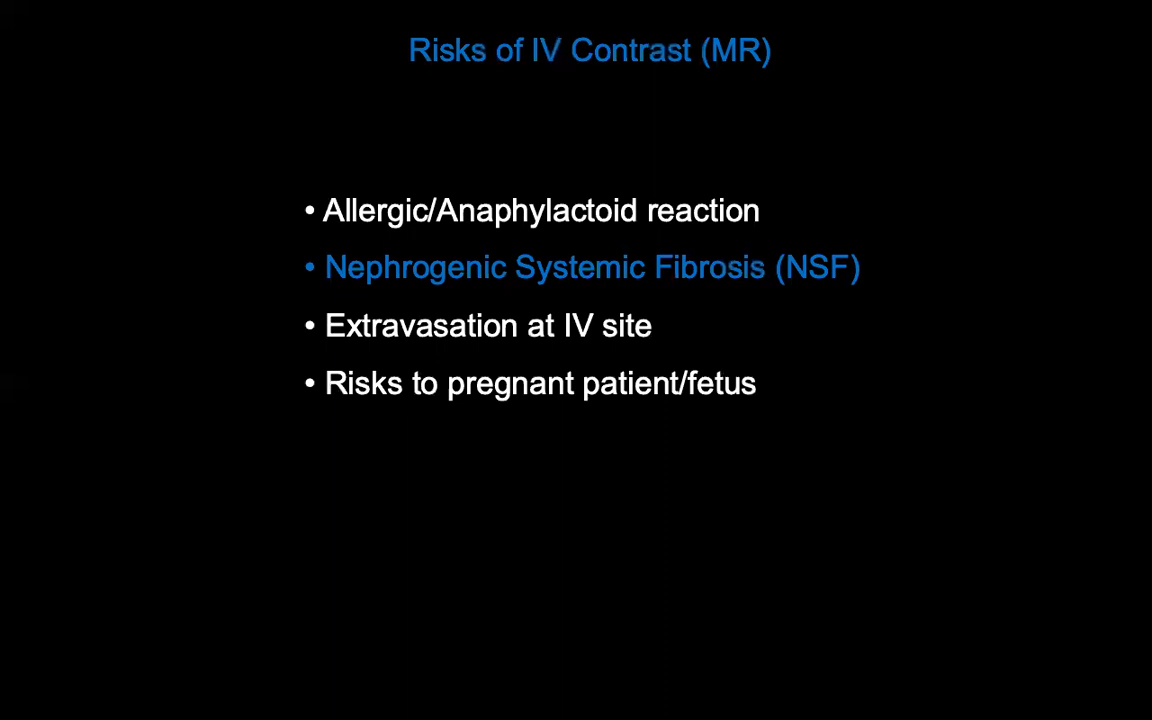 Risks of IV Contrast (MR)
• Allergic/Anaphylactoid reaction
• Nephrogenic Systemic Fibrosis (NSF)
• Extravasation at IV site
• Risks to pregnant patient/fetus